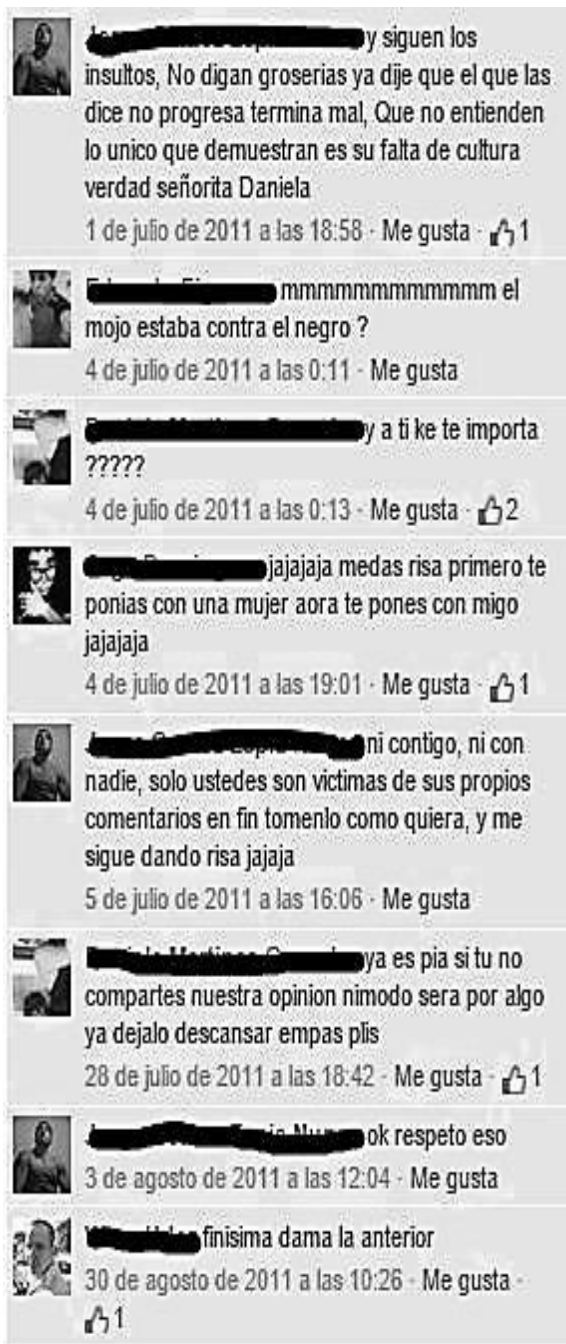 y siguen los
insultos, No digan groserias ya dije que el que las
dice no progresa termina mal, Que no entienden
lo unico que demuestran es su falta de cultura
verdad señorita Daniela
1 de julio de 2011 a las 18:58 · Me gusta · 1
mmmmmmmmmmmm el
mojo estaba contra el negro ?
4 de julio de 2011 a las 0:11 · Me gusta
y a ti ke te importa
?????
4 de julio de 2011 a las 0:13 · Me gusta · 2
jajajaja medas risa primero te
ponias con una mujer aora te pones con migo
jajajaja
4 de julio de 2011 a las 19:01 · Me gusta · 1
ni contigo, ni con
nadie, solo ustedes son victimas de sus propios
comentarios en fin tomenlo como quiera, y me
sigue dando risa jajaja
5 de julio de 2011 a las 16:06 · Me gusta
ya es pia si tu no
compartes nuestra opinion nimodo sera por algo
ya dejalo descansar empas plis
28 de julio de 2011 a las 18:42 · Me gusta · 1
ok respeto eso
3 de agosto de 2011 a las 12:04 · Me gusta
finisima dama la anterior
30 de agosto de 2011 a las 10:26 · Me gusta ·
1